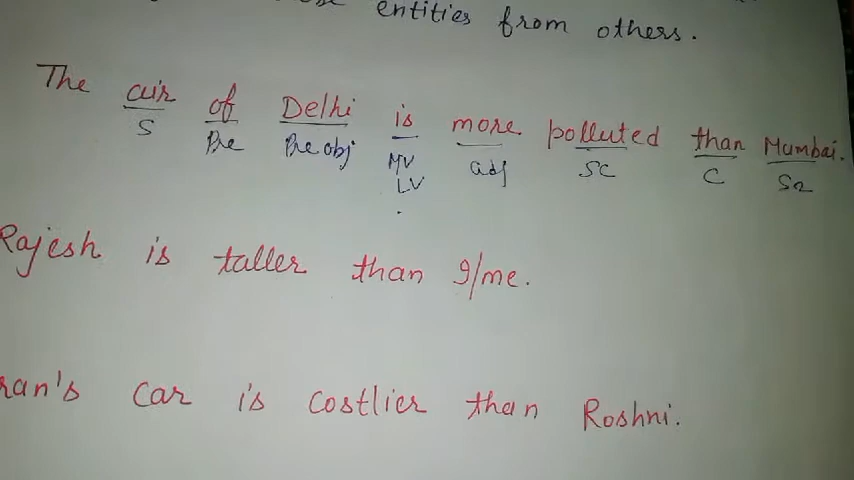 entities from others.
The air of Delhi is more polluted than Mumbai.
S Pre Pre obj MV adj SC C S2
LV
Rajesh is taller than I/me.
ran's car is costlier than Roshni.